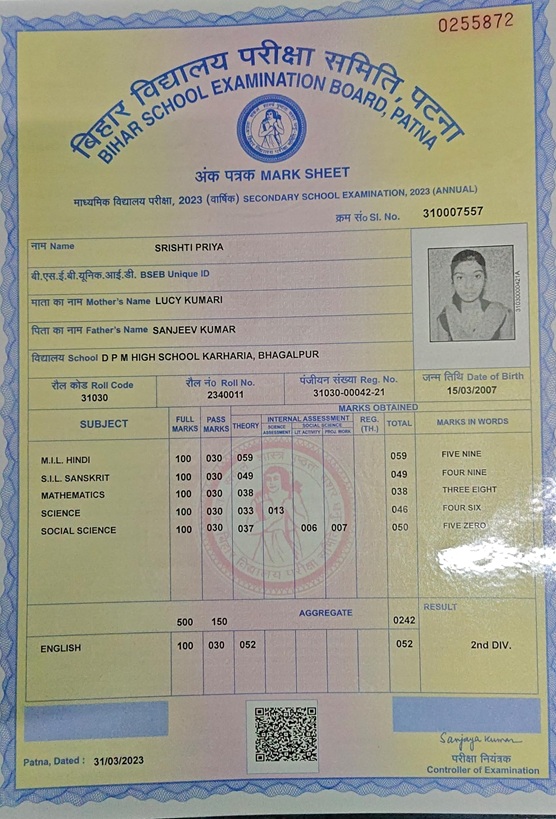 0255872
बिहार विद्यालय परीक्षा समिति, पटना
BIHAR SCHOOL EXAMINATION BOARD, PATNA
अंक पत्रक MARK SHEET
माध्यमिक विद्यालय परीक्षा, 2023 (वार्षिक) SECONDARY SCHOOL EXAMINATION, 2023 (ANNUAL)
क्रम सं० Sl. No. 310007557
नाम Name SRISHTI PRIYA
बी.एस.ई.बी.यूनिक.आई.डी. BSEB Unique ID
माता का नाम Mother's Name LUCY KUMARI
पिता का नाम Father's Name SANJEEV KUMAR
विद्यालय School D P M HIGH SCHOOL KARHARIA, BHAGALPUR
रौल कोड Roll Code रौल नं० Roll No. पंजीयन संख्या Reg. No. जन्म तिथि Date of Birth
31030 2340011 31030-00042-21 15/03/2007
MARKS OBTAINED
SUBJECT FULL MARKS PASS MARKS THEORY INTERNAL ASSESSMENT SCIENCE ASSESSMENT SOCIAL SCIENCE LIT.ACTIVITY PROJ. WORK REG. (TH.) TOTAL MARKS IN WORDS
M.I.L. HINDI 100 030 059 059 FIVE NINE
S.I.L. SANSKRIT 100 030 049 049 FOUR NINE
MATHEMATICS 100 030 038 038 THREE EIGHT
SCIENCE 100 030 033 013 046 FOUR SIX
SOCIAL SCIENCE 100 030 037 006 007 050 FIVE ZERO
500 150 AGGREGATE 0242 RESULT
ENGLISH 100 030 052 052 2nd DIV.
Patna, Dated : 31/03/2023
Sanjaya Kumar
परीक्षा नियंत्रक
Controller of Examination